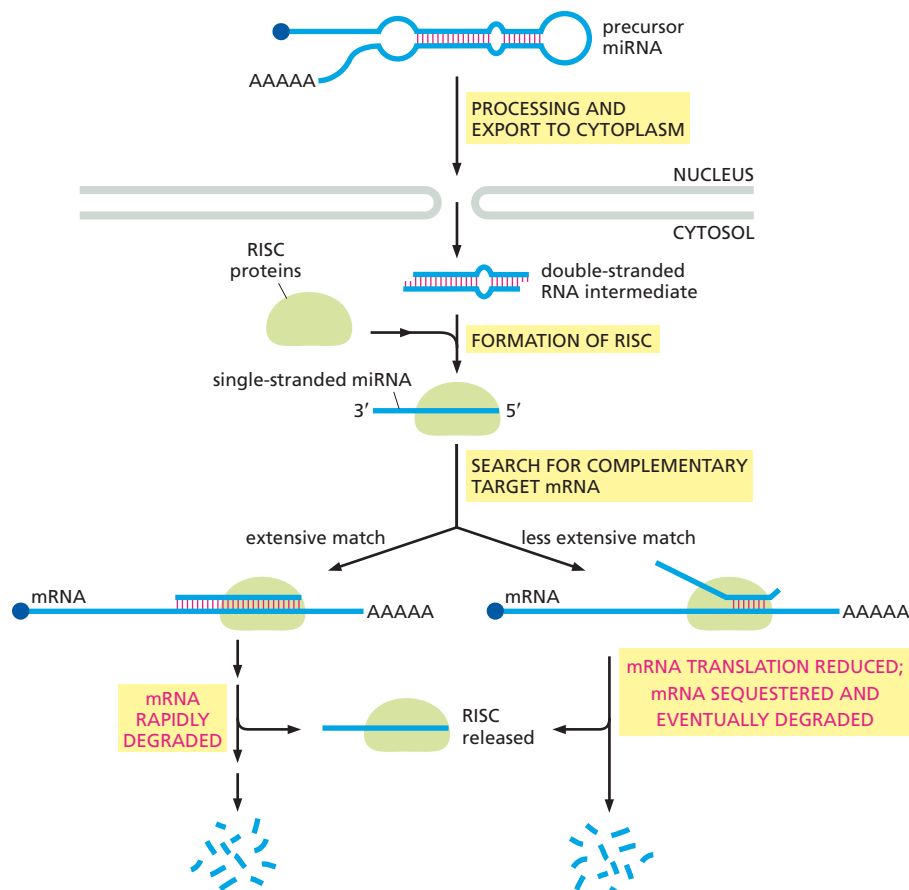 precursor
miRNA
AAAAA
PROCESSING AND
EXPORT TO CYTOPLASM
NUCLEUS
CYTOSOL
RISC
proteins
double-stranded
RNA intermediate
FORMATION OF RISC
single-stranded miRNA
3′ 5′
SEARCH FOR COMPLEMENTARY
TARGET mRNA
extensive match
less extensive match
mRNA
AAAAA
mRNA
AAAAA
mRNA
RAPIDLY
DEGRADED
RISC
released
mRNA TRANSLATION REDUCED;
mRNA SEQUESTERED AND
EVENTUALLY DEGRADED